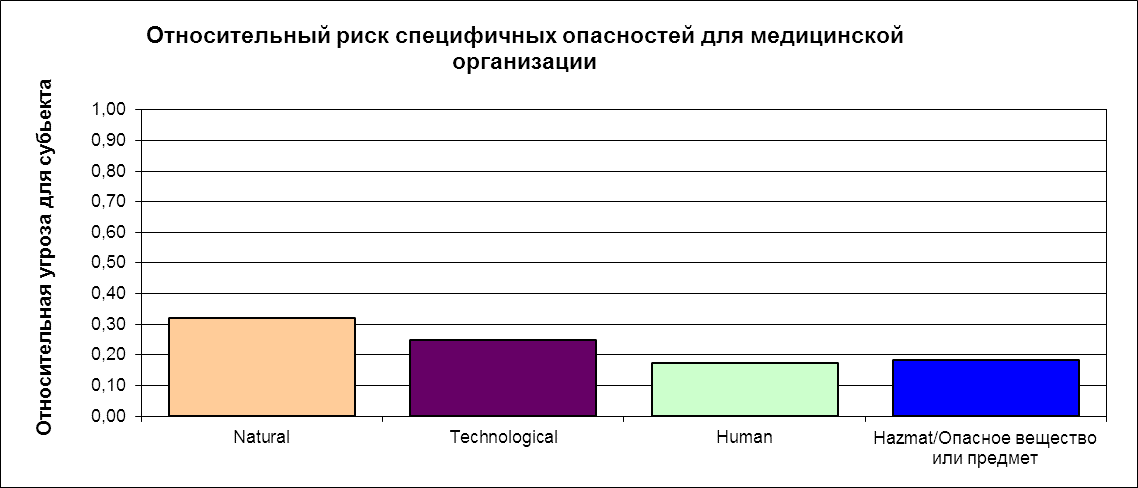 Относительный риск специфичных опасностей для медицинской
организации
Относительная угроза для субьекта
1,00
0,90
0,80
0,70
0,60
0,50
0,40
0,30
0,20
0,10
0,00
Natural
Technological
Human
Hazmat/Опасное вещество
или предмет